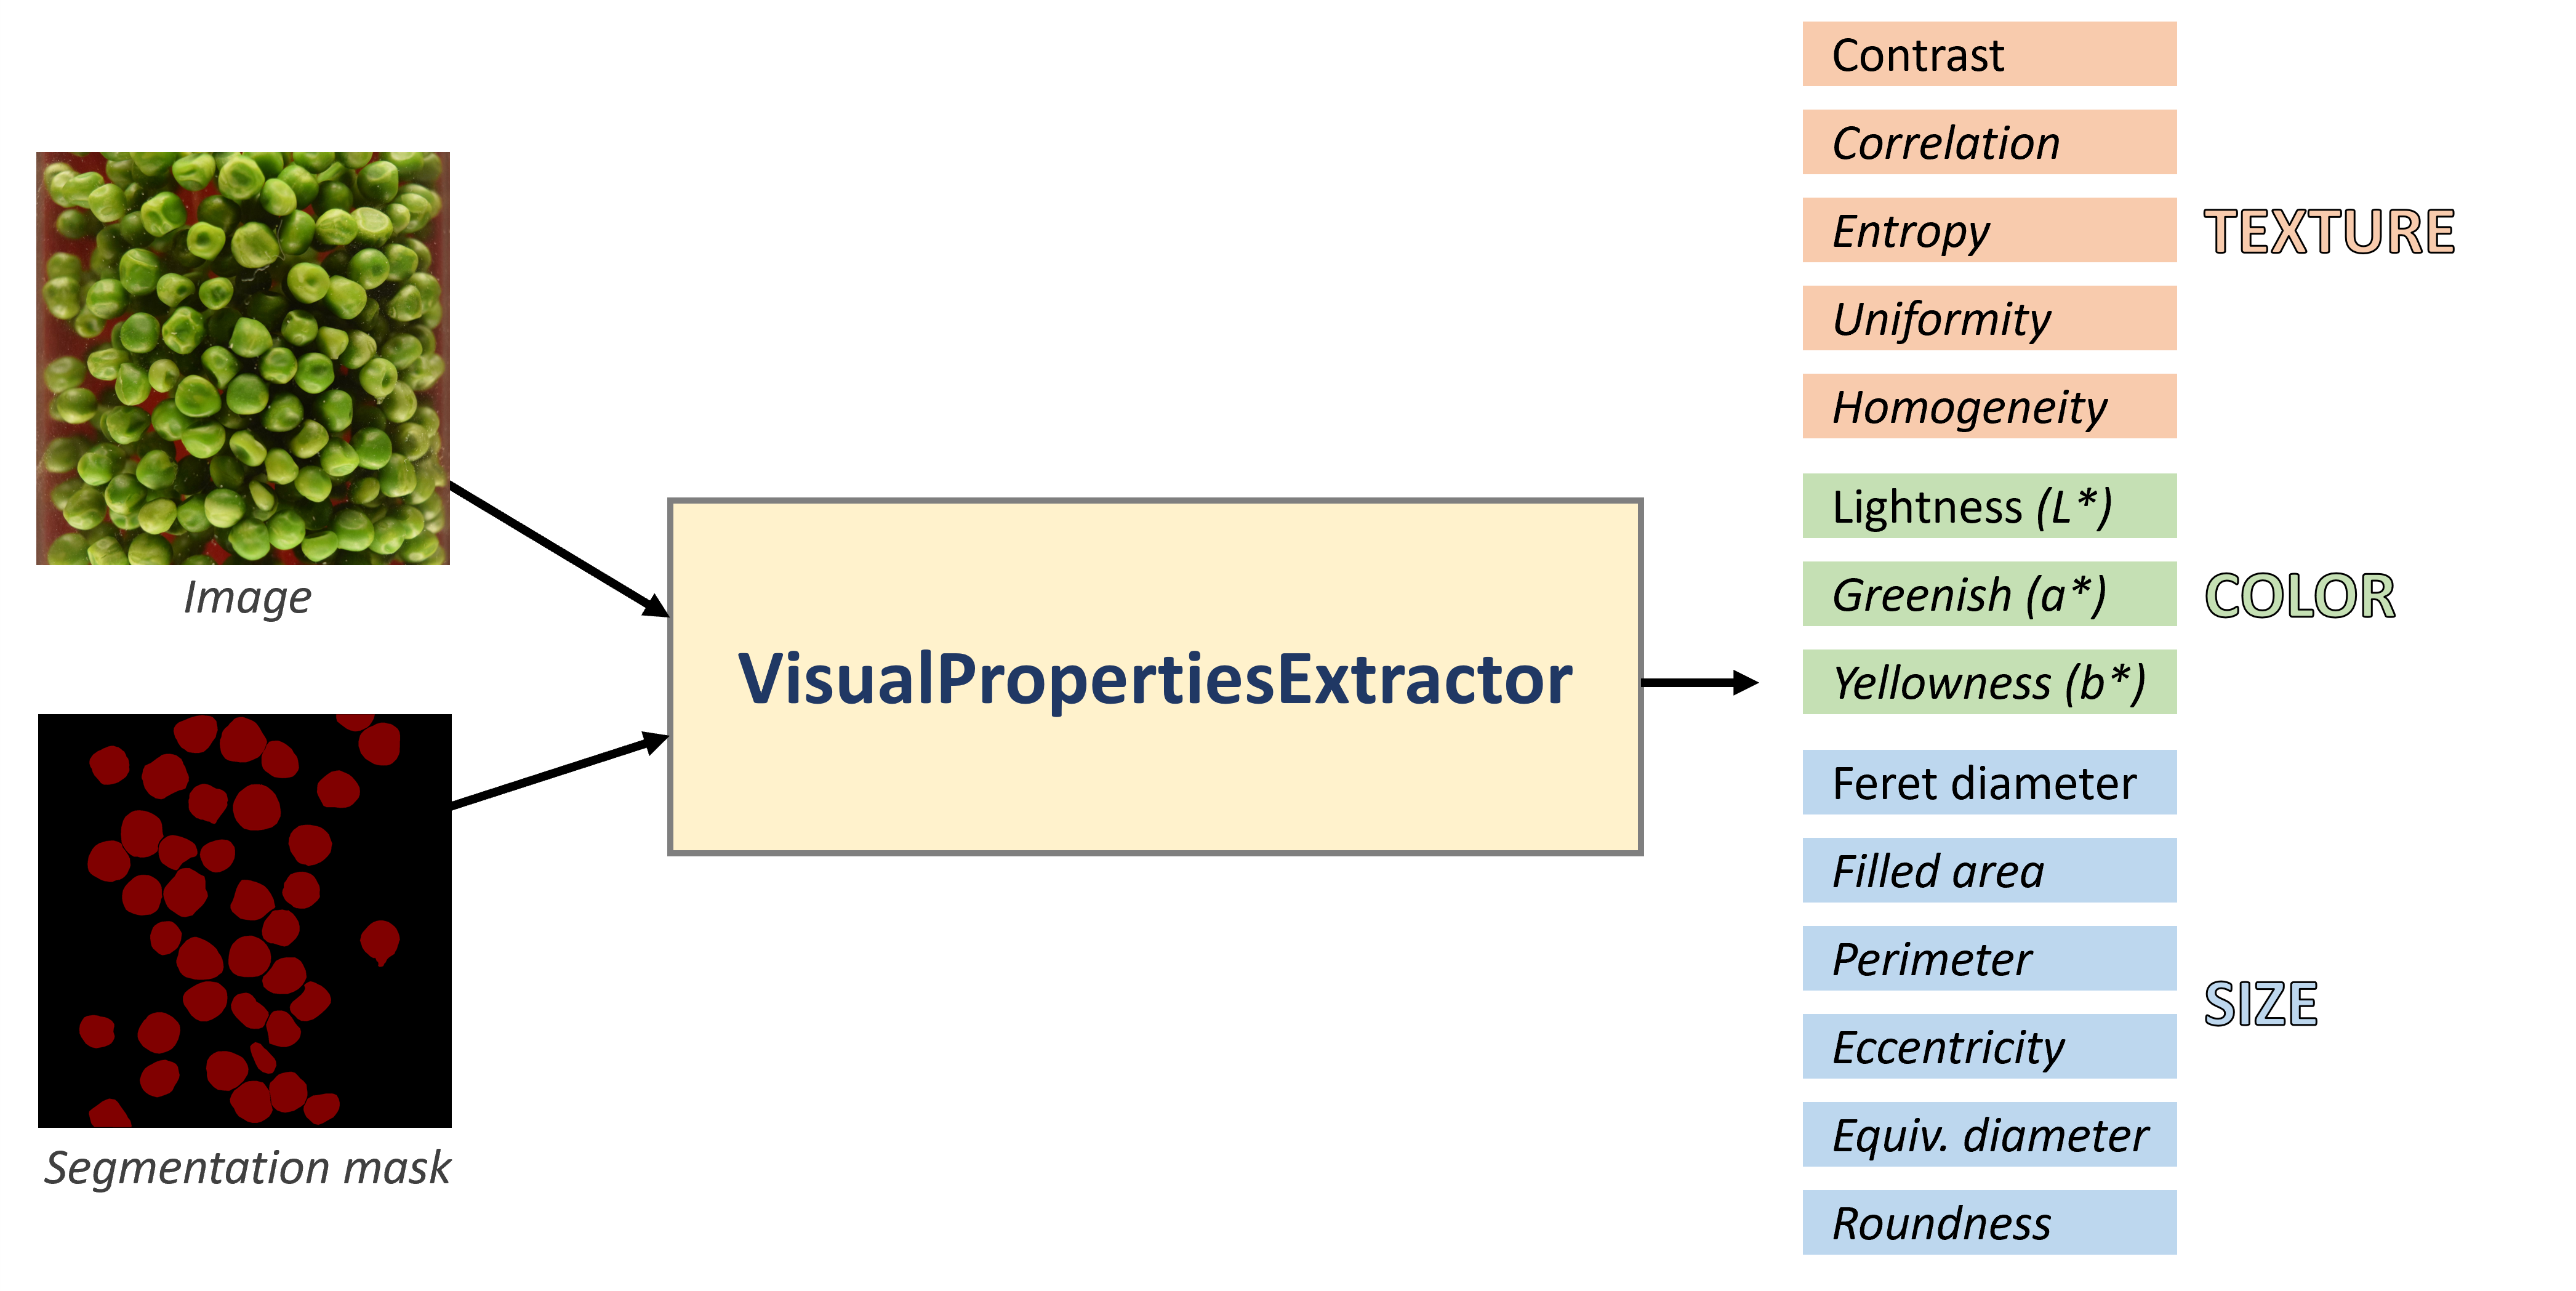 Image
Segmentation mask
VisualPropertiesExtractor
Contrast
Correlation
Entropy
Uniformity
Homogeneity
TEXTURE
Lightness (L*)
Greenish (a*)
Yellowness (b*)
COLOR
Feret diameter
Filled area
Perimeter
Eccentricity
Equiv. diameter
Roundness
SIZE